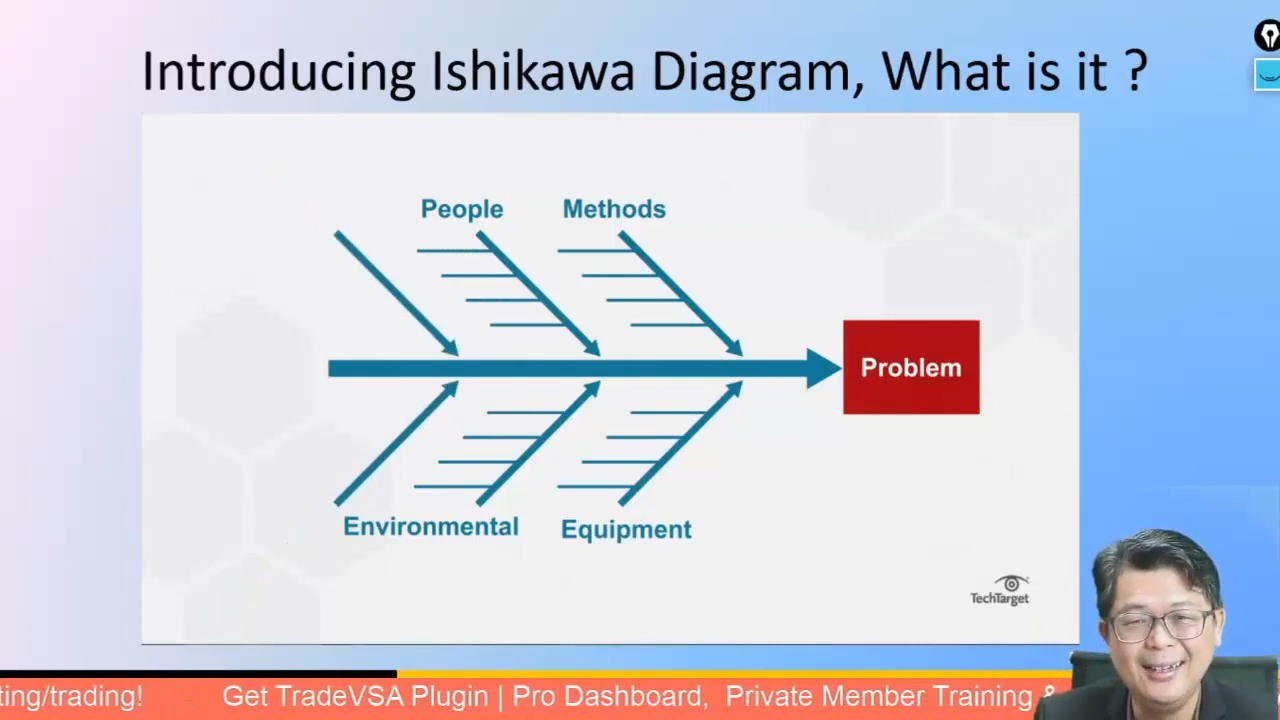 Introducing Ishikawa Diagram, What is it ?
People
Methods
Problem
Environmental
Equipment
TechTarget
ting/trading!
Get TradeVSA Plugin | Pro Dashboard, Private Member Training &